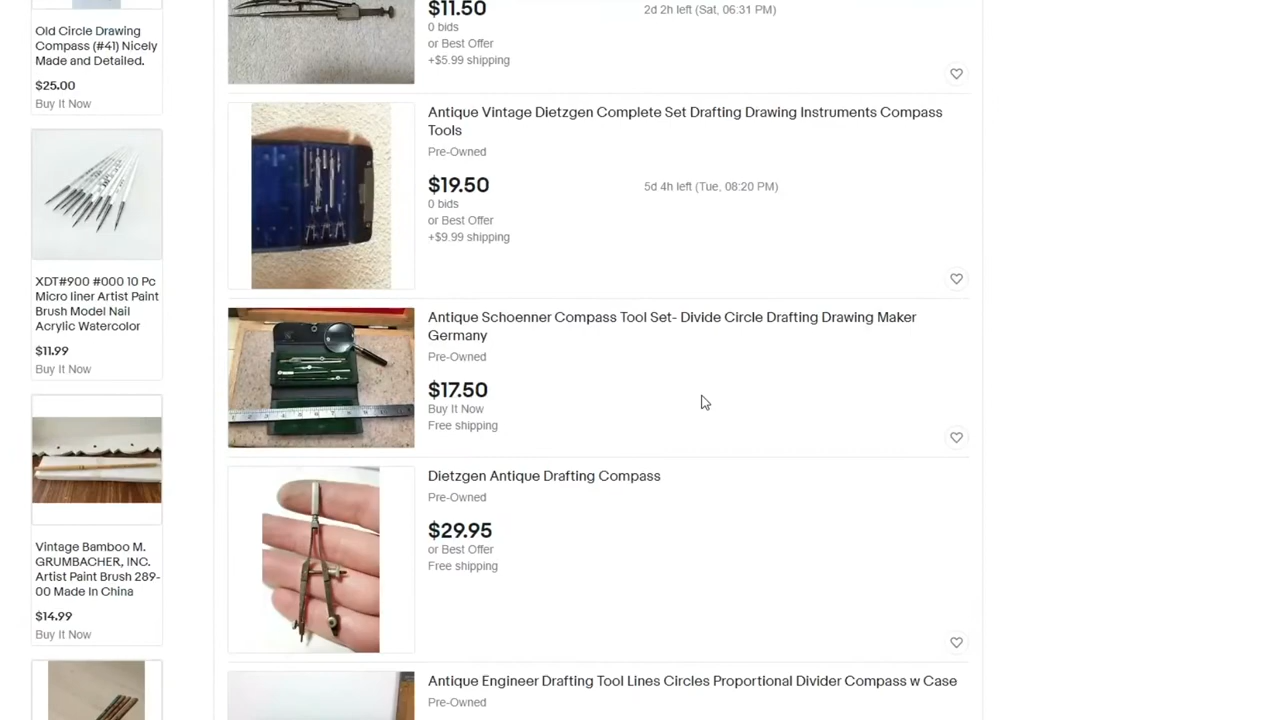 Old Circle Drawing
Compass (#41) Nicely
Made and Detailed.
$25.00
Buy It Now
XDT#900 #000 10 Pc
Micro liner Artist Paint
Brush Model Nail
Acrylic Watercolor
$11.99
Buy It Now
Vintage Bamboo M.
GRUMBACHER, INC.
Artist Paint Brush 289-
00 Made In China
$14.99
Buy It Now
$11.50
2d 2h left (Sat, 06:31 PM)
0 bids
or Best Offer
+$5.99 shipping
Antique Vintage Dietzgen Complete Set Drafting Drawing Instruments Compass
Tools
Pre-Owned
$19.50
5d 4h left (Tue, 08:20 PM)
0 bids
or Best Offer
+$9.99 shipping
Antique Schoenner Compass Tool Set- Divide Circle Drafting Drawing Maker
Germany
Pre-Owned
$17.50
Buy It Now
Free shipping
Dietzgen Antique Drafting Compass
Pre-Owned
$29.95
or Best Offer
Free shipping
Antique Engineer Drafting Tool Lines Circles Proportional Divider Compass w Case
Pre-Owned